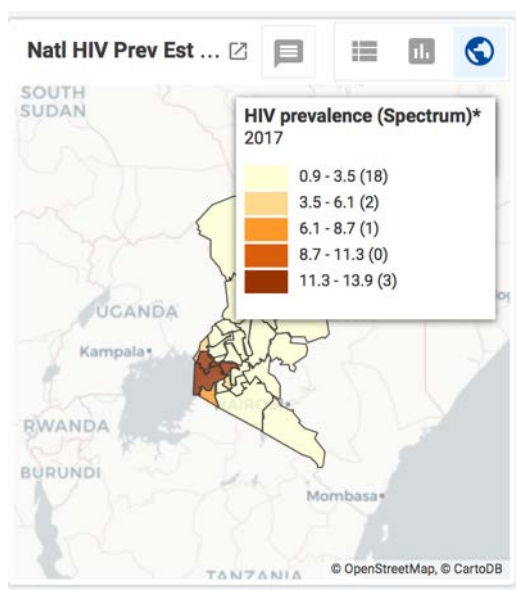 Natl HIV Prev Est ...
SOUTH
SUDAN
HIV prevalence (Spectrum)*
2017
0.9 - 3.5 (18)
3.5 - 6.1 (2)
6.1 - 8.7 (1)
8.7 - 11.3 (0)
11.3 - 13.9 (3)
UGANDA
Kampala
NAIROBI
RWANDA
BURUNDI
Mombasa
TANZANIA
© OpenStreetMap, © CartoDB